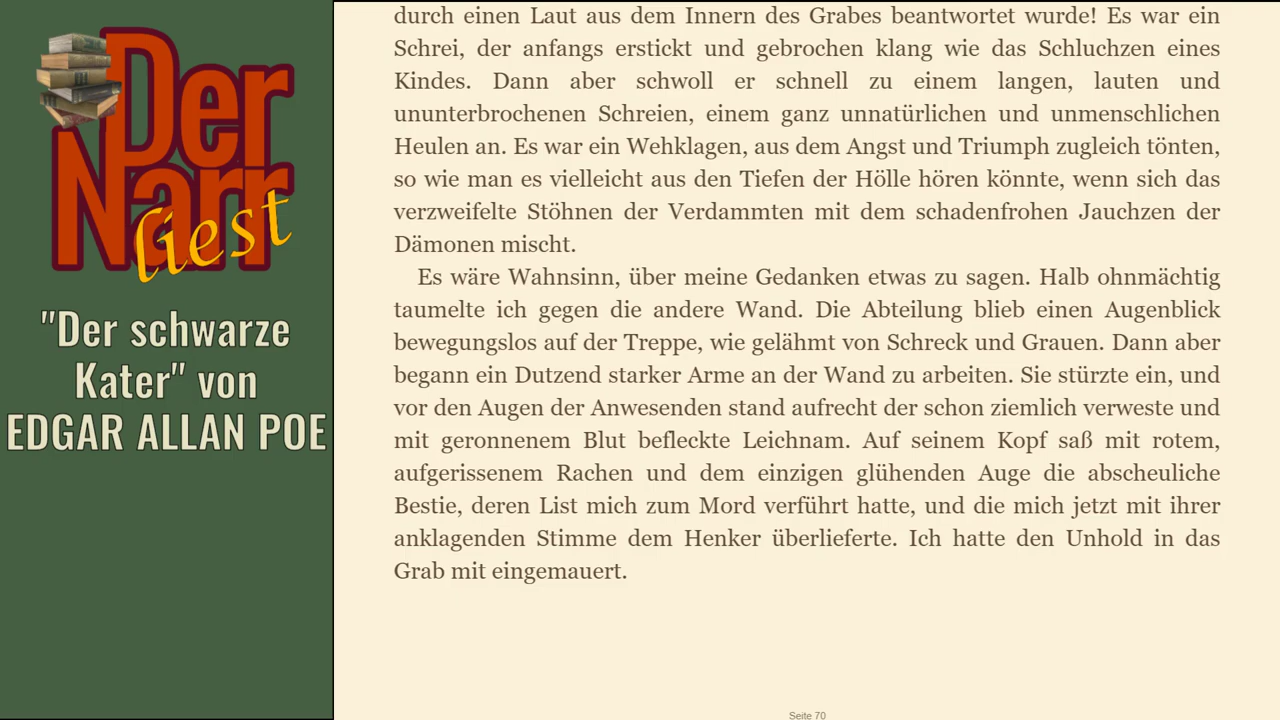 Der
Narr
liest
"Der schwarze
Kater" von
EDGAR ALLAN POE
durch einen Laut aus dem Innern des Grabes beantwortet wurde! Es war ein
Schrei, der anfangs erstickt und gebrochen klang wie das Schluchzen eines
Kindes. Dann aber schwoll er schnell zu einem langen, lauten und
ununterbrochenen Schreien, einem ganz unnatürlichen und unmenschlichen
Heulen an. Es war ein Wehklagen, aus dem Angst und Triumph zugleich tönten,
so wie man es vielleicht aus den Tiefen der Hölle hören könnte, wenn sich das
verzweifelte Stöhnen der Verdammten mit dem schadenfrohen Jauchzen der
Dämonen mischt.
Es wäre Wahnsinn, über meine Gedanken etwas zu sagen. Halb ohnmächtig
taumelte ich gegen die andere Wand. Die Abteilung blieb einen Augenblick
bewegungslos auf der Treppe, wie gelähmt von Schreck und Grauen. Dann aber
begann ein Dutzend starker Arme an der Wand zu arbeiten. Sie stürzte ein, und
vor den Augen der Anwesenden stand aufrecht der schon ziemlich verweste und
mit geronnenem Blut befleckte Leichnam. Auf seinem Kopf saß mit rotem,
aufgerissenem Rachen und dem einzigen glühenden Auge die abscheuliche
Bestie, deren List mich zum Mord verführt hatte, und die mich jetzt mit ihrer
anklagenden Stimme dem Henker überlieferte. Ich hatte den Unhold in das
Grab mit eingemauert.
Seite 70